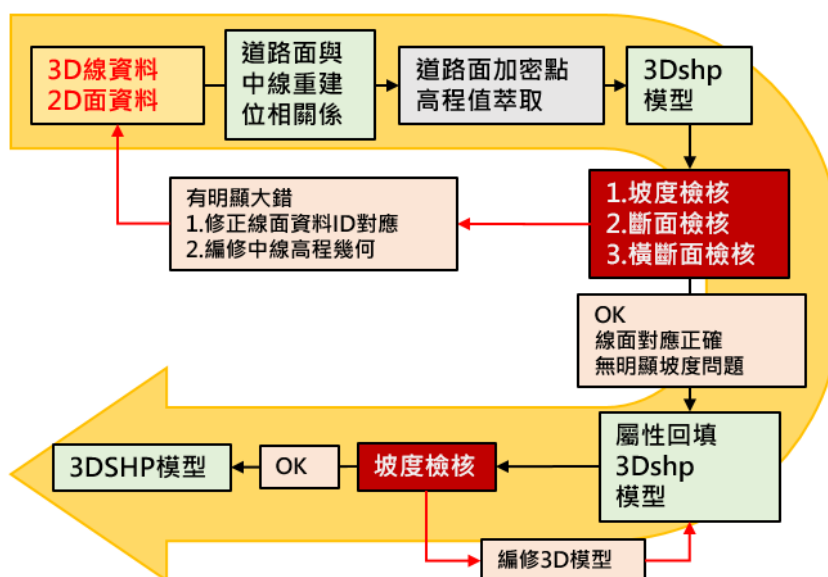 3D線資料
2D面資料
道路面與
中線重建
位相關係
道路面加密點
高程值萃取
3Dshp
模型
1.坡度檢核
2.斷面檢核
3.橫斷面檢核
有明顯大錯
1.修正線面資料ID對應
2.編修中線高程幾何
OK
線面對應正確
無明顯坡度問題
屬性回填
3Dshp
模型
坡度檢核
OK
3DSHP模型
編修3D模型